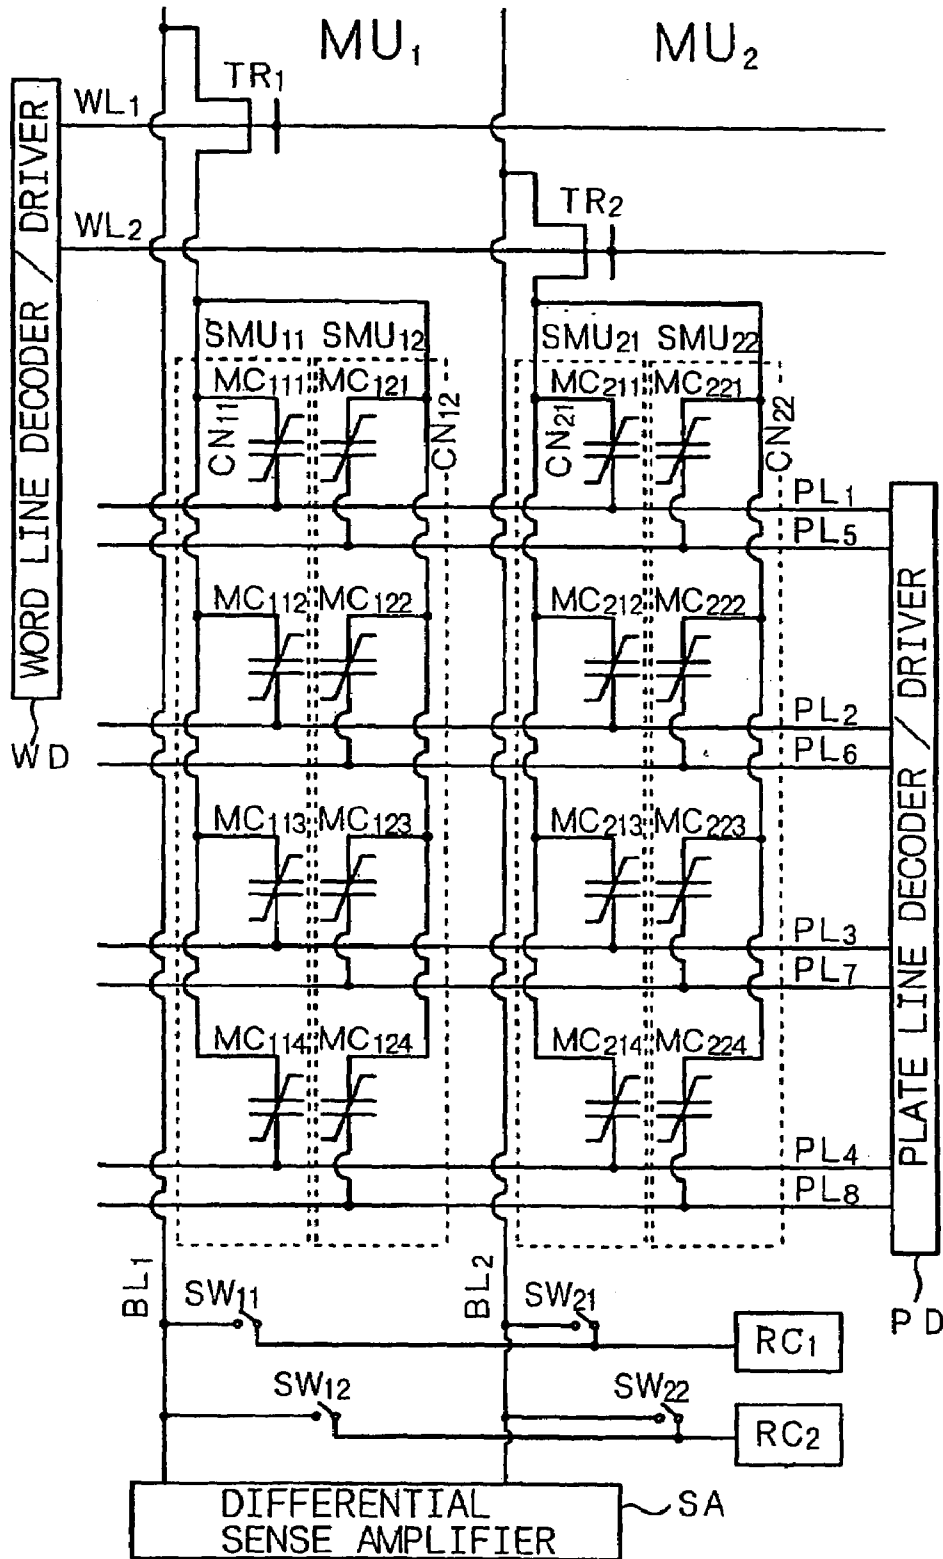 MU1 MU2
TR1
WL1
TR2
WL2
WORD LINE DECODER / DRIVER
WD
SMU11 SMU12 SMU21 SMU22
MC111 MC121 MC211 MC221
CN11 CN12 CN21 CN22
PL1
PL5
MC112 MC122 MC212 MC222
PL2
PL6
MC113 MC123 MC213 MC223
PL3
PL7
MC114 MC124 MC214 MC224
PL4
PL8
PLATE LINE DECODER / DRIVER
PD
BL1 BL2
SW11 SW21
RC1
SW12 SW22
RC2
DIFFERENTIAL
SENSE AMPLIFIER
SA